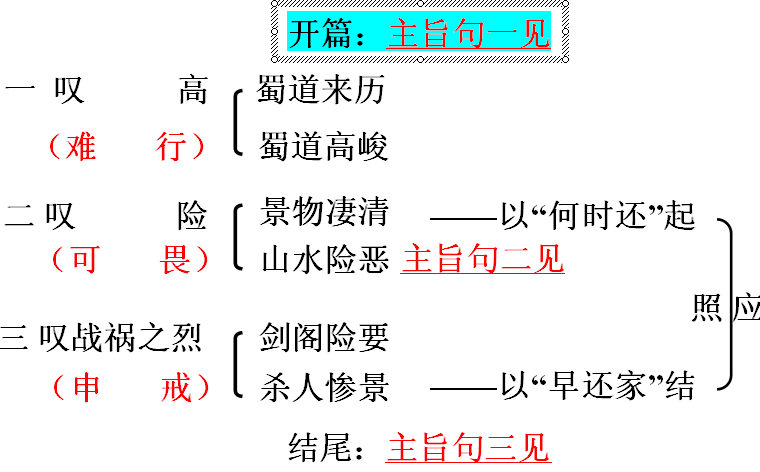 开篇：主旨句一见
一 叹 高 蜀道来历
（难 行） 蜀道高峻
二 叹 险 景物凄清 ——以“何时还”起
（可 畏） 山水险恶 主旨句二见
照 应
三 叹战祸之烈 剑阁险要
（申 戒） 杀人惨景 ——以“早还家”结
结尾：主旨句三见